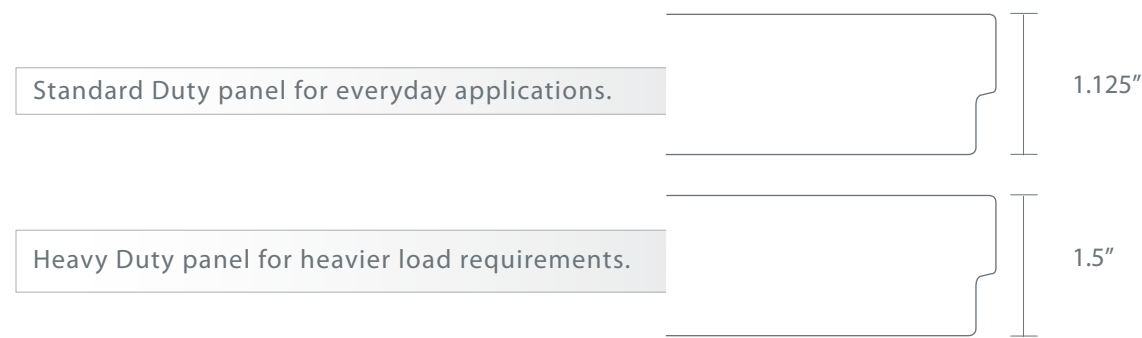 Standard Duty panel for everyday applications.
1.125”
Heavy Duty panel for heavier load requirements.
1.5”